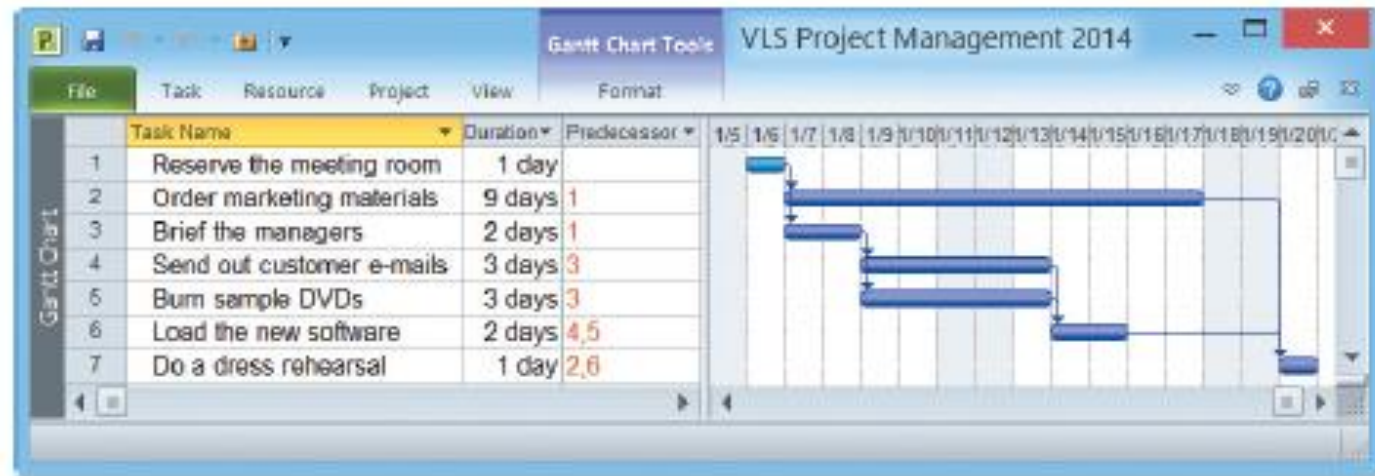 Gantt Chart Tools VLS Project Management 2014
File Task Resource Project View Format
Task Name Duration Predecessor 1/5 1/6 1/7 1/8 1/9 1/10 1/11 1/12 1/13 1/14 1/15 1/16 1/17 1/18 1/19 1/20
1 Reserve the meeting room 1 day
2 Order marketing materials 9 days 1
3 Brief the managers 2 days 1
4 Send out customer e-mails 3 days 3
5 Burn sample DVDs 3 days 3
6 Load the new software 2 days 4,5
7 Do a dress rehearsal 1 day 2,6
Gantt Chart